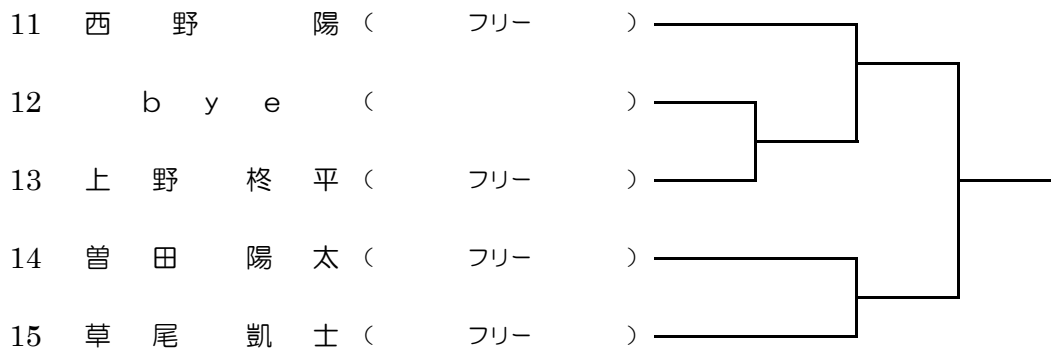 11 西野 陽 ( フリー )
12 bye ( )
13 上野 柊平 ( フリー )
14 曽田 陽太 ( フリー )
15 草尾 凱士 ( フリー )